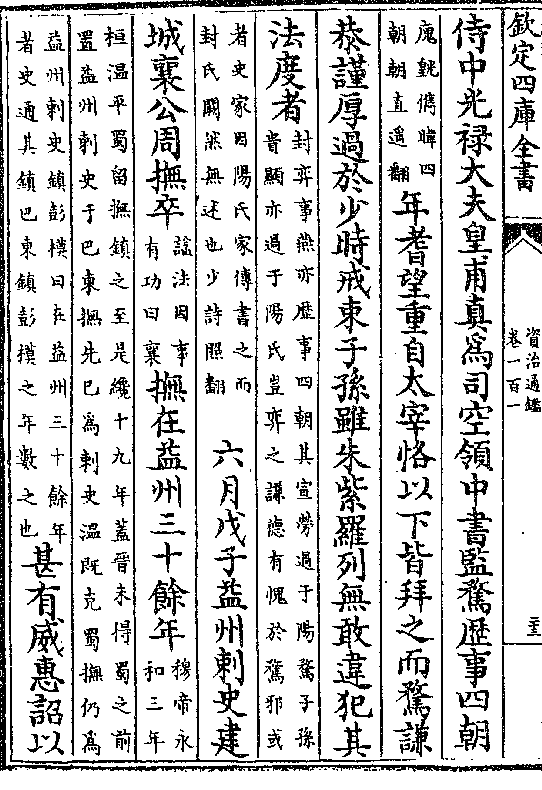 欽定四庫全書
資治通鑑
卷一百一
侍中光禄大夫皇甫真為司空領中書監騖歴事四朝
廆皝儁暐四
朝朝直遥翻
年耆望重自太宰恪以下皆拜之而騖謙
恭謹厚過於少時戒束子孫雖朱紫羅列無敢違犯其
法度者
封弈事燕亦歴事四朝其宣勞過于陽騖子孫
貴顯亦過于陽氏豈弈之謙德有愧於騖邪或
者史家因陽氏家傳書之而
封氏闕然無述也少詩照翻
六月戊子益州刺史建
城襄公周撫卒
諡法因事
有功曰襄
撫在益州三十餘年
穆帝永
和三年
桓温平蜀留撫鎮之至是纔十九年蓋晉未得蜀之前
置益州刺史于巴東撫先已為刺史温既克蜀撫仍為
益州刺史鎮彭模曰在益州三十餘年
者史通其鎮巴東鎮彭模之年數之也
甚有威惠詔以